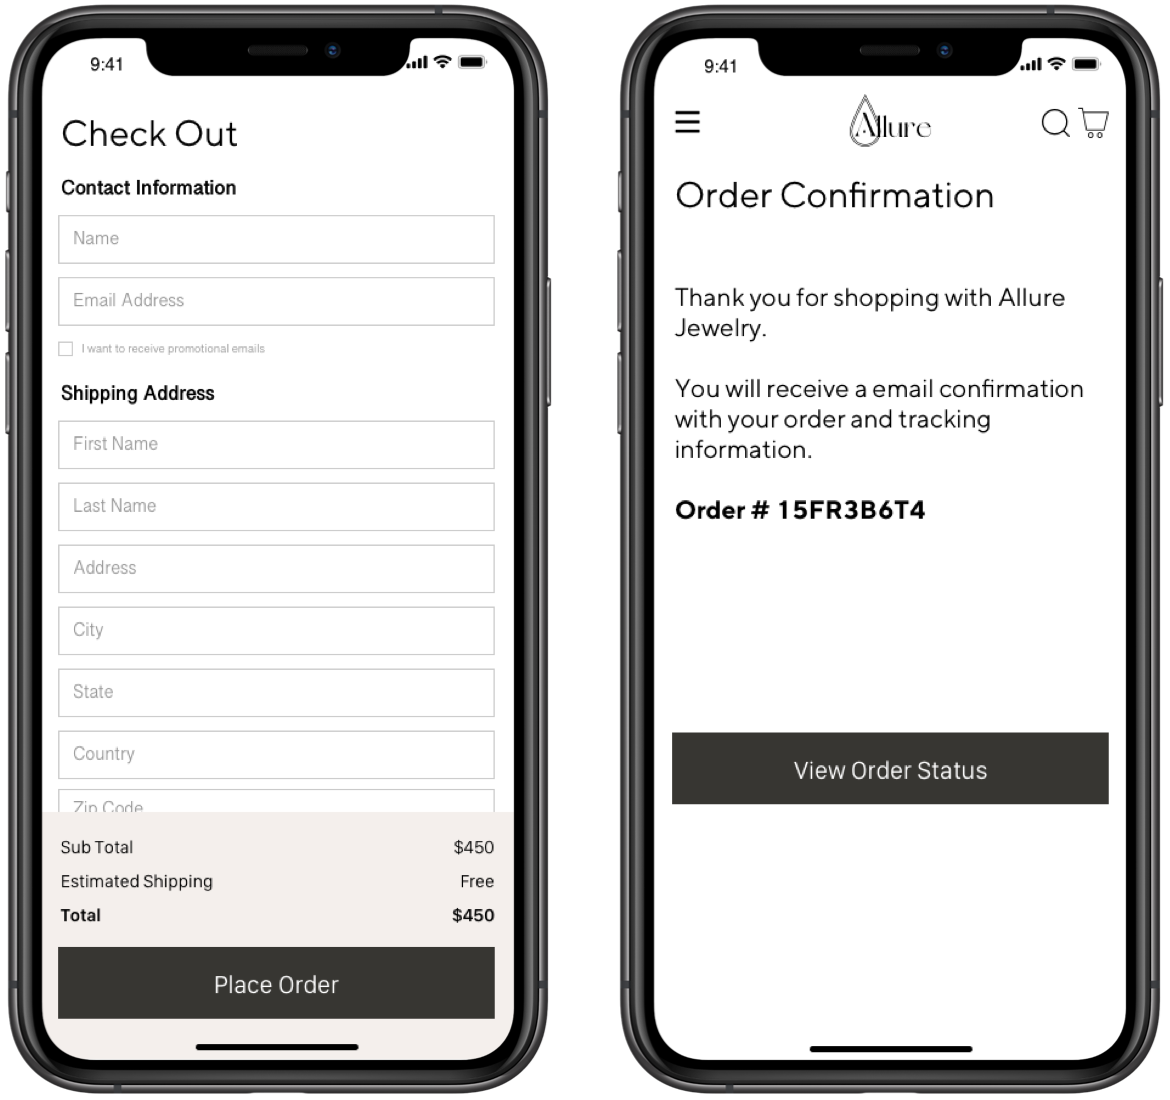 9:41
Check Out
Contact Information
Name
Email Address
I want to receive promotional emails
Shipping Address
First Name
Last Name
Address
City
State
Country
Zip Code
Sub Total $450
Estimated Shipping Free
Total $450
Place Order
9:41
Allure
Order Confirmation
Thank you for shopping with Allure
Jewelry.
You will receive a email confirmation
with your order and tracking
information.
Order # 15FR3B6T4
View Order Status